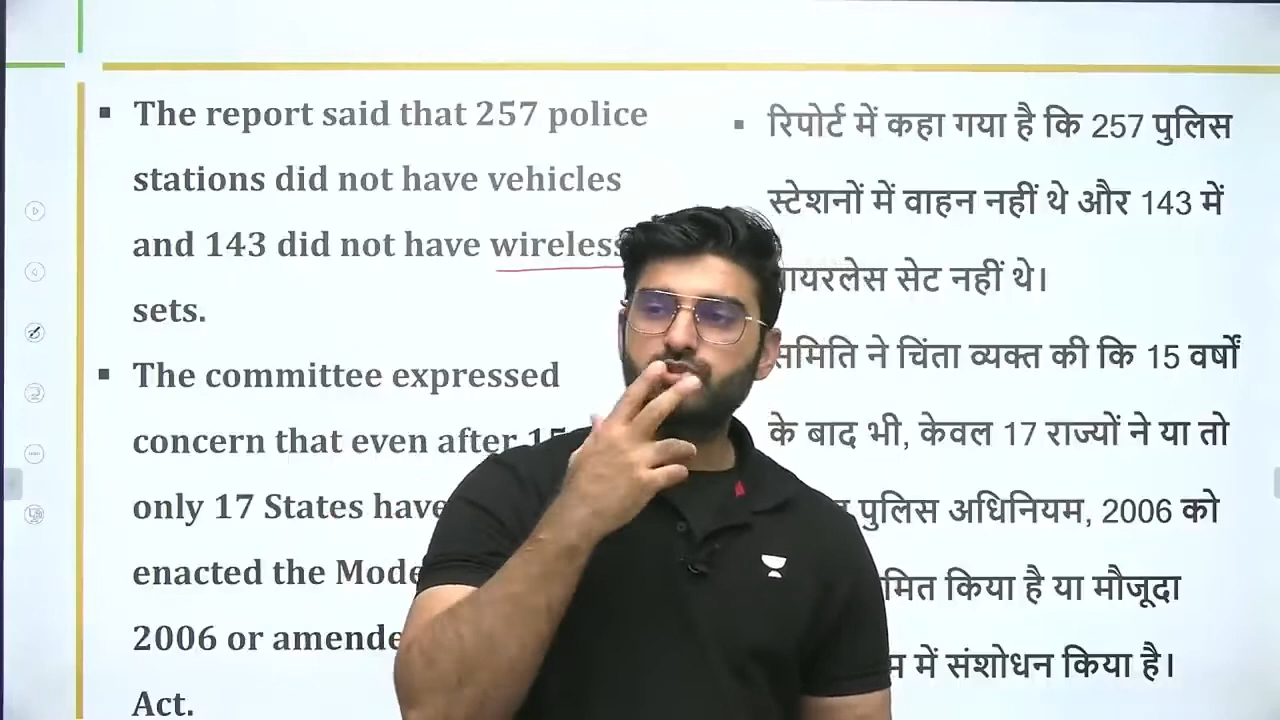 The report said that 257 police
stations did not have vehicles
and 143 did not have wireless
sets.
The committee expressed
concern that even after 15
only 17 States have
enacted the
2006 or
Act.
रिपोर्ट में कहा गया है कि 257 पुलिस
स्टेशनों में वाहन नहीं थे और 143 में
सेट नहीं थे।
समिति ने चिंता व्यक्त की कि 15 वर्षों
के बाद भी, केवल 17 राज्यों ने या तो
पुलिस अधिनियम, 2006 को
किया है या मौजूदा
में संशोधन किया है।